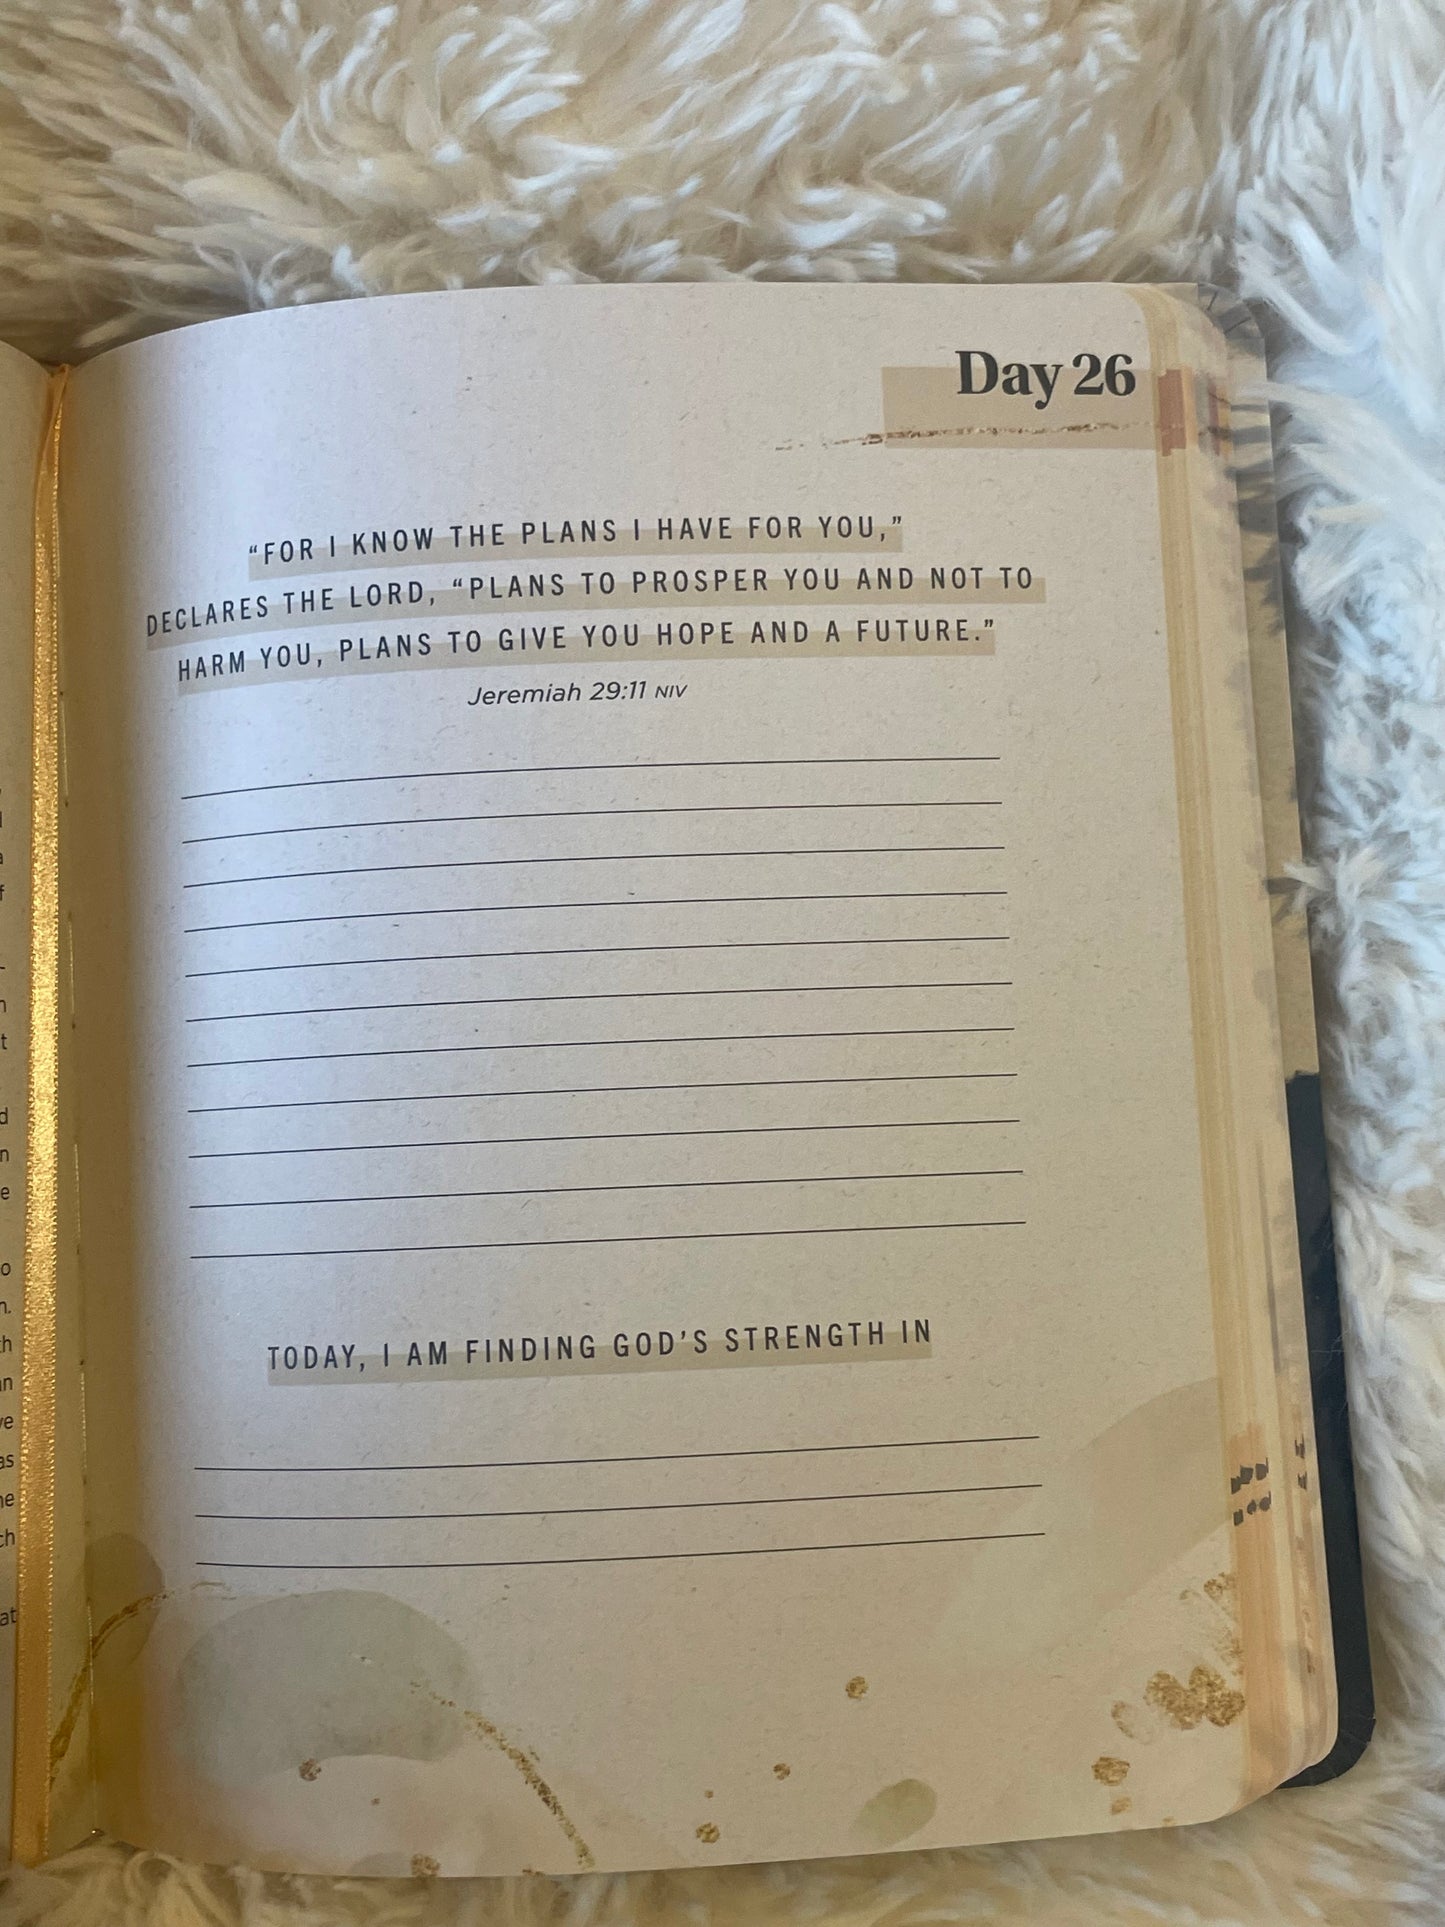 Day 26
“FOR I KNOW THE PLANS I HAVE FOR YOU,”
DECLARES THE LORD, “PLANS TO PROSPER YOU AND NOT TO
HARM YOU, PLANS TO GIVE YOU HOPE AND A FUTURE.”
Jeremiah 29:11 NIV
TODAY, I AM FINDING GOD’S STRENGTH IN